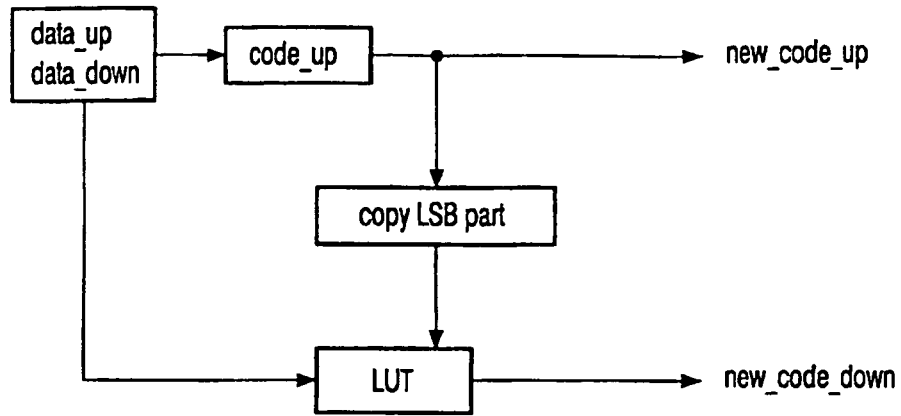 data_up
data_down
code_up
new_code_up
copy LSB part
LUT
new_code_down